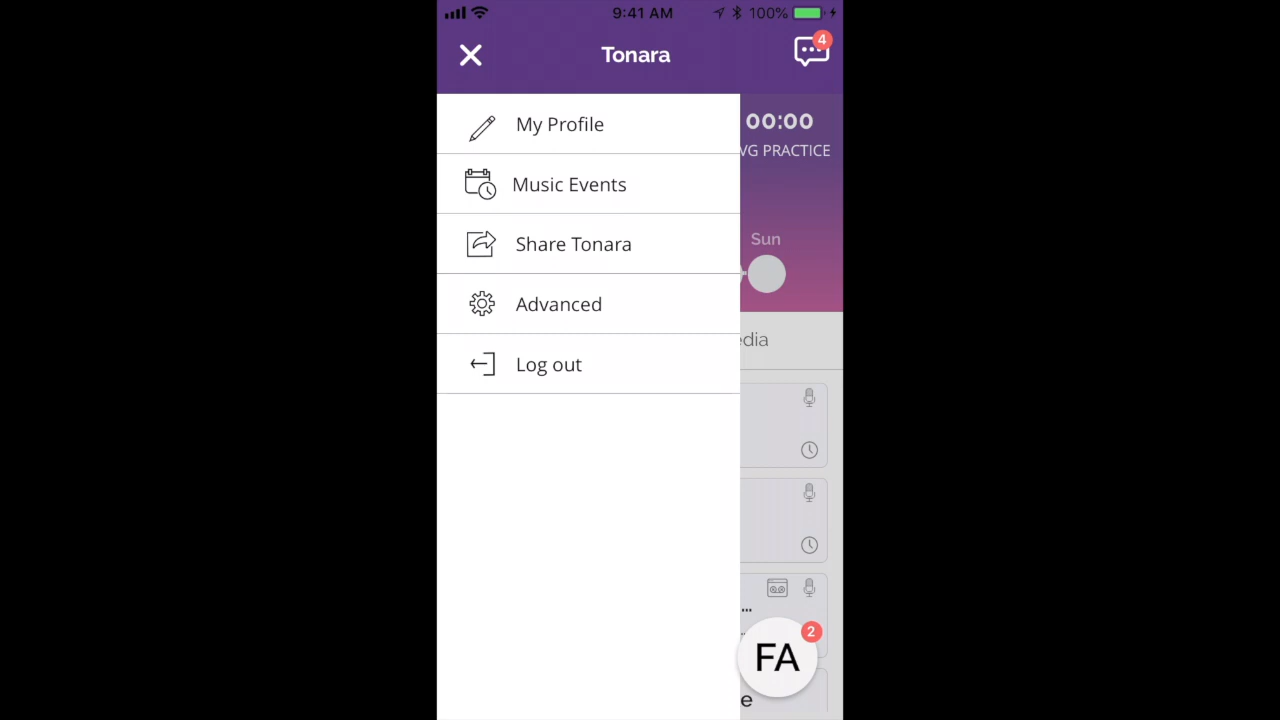 9:41 AM 100%
Tonara
4
My Profile
00:00
VG PRACTICE
Music Events
Sun
Share Tonara
Advanced
edia
Log out
...
2
FA
e